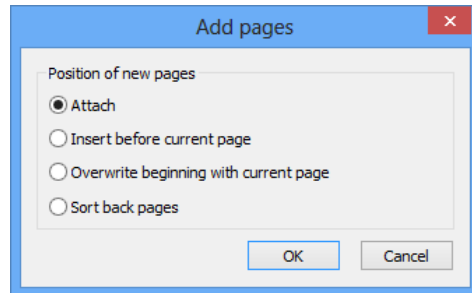 Add pages
Position of new pages
Attach
Insert before current page
Overwrite beginning with current page
Sort back pages
OK Cancel